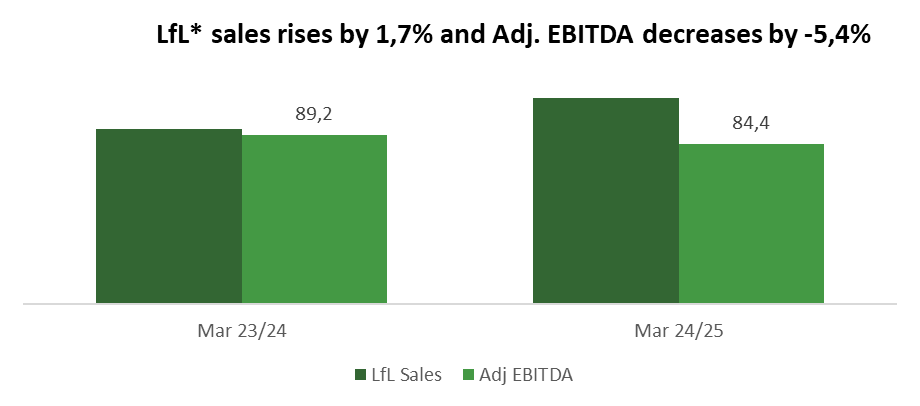 LfL* sales rises by 1,7% and Adj. EBITDA decreases by -5,4%
89,2
84,4
Mar 23/24
Mar 24/25
LfL Sales
Adj EBITDA